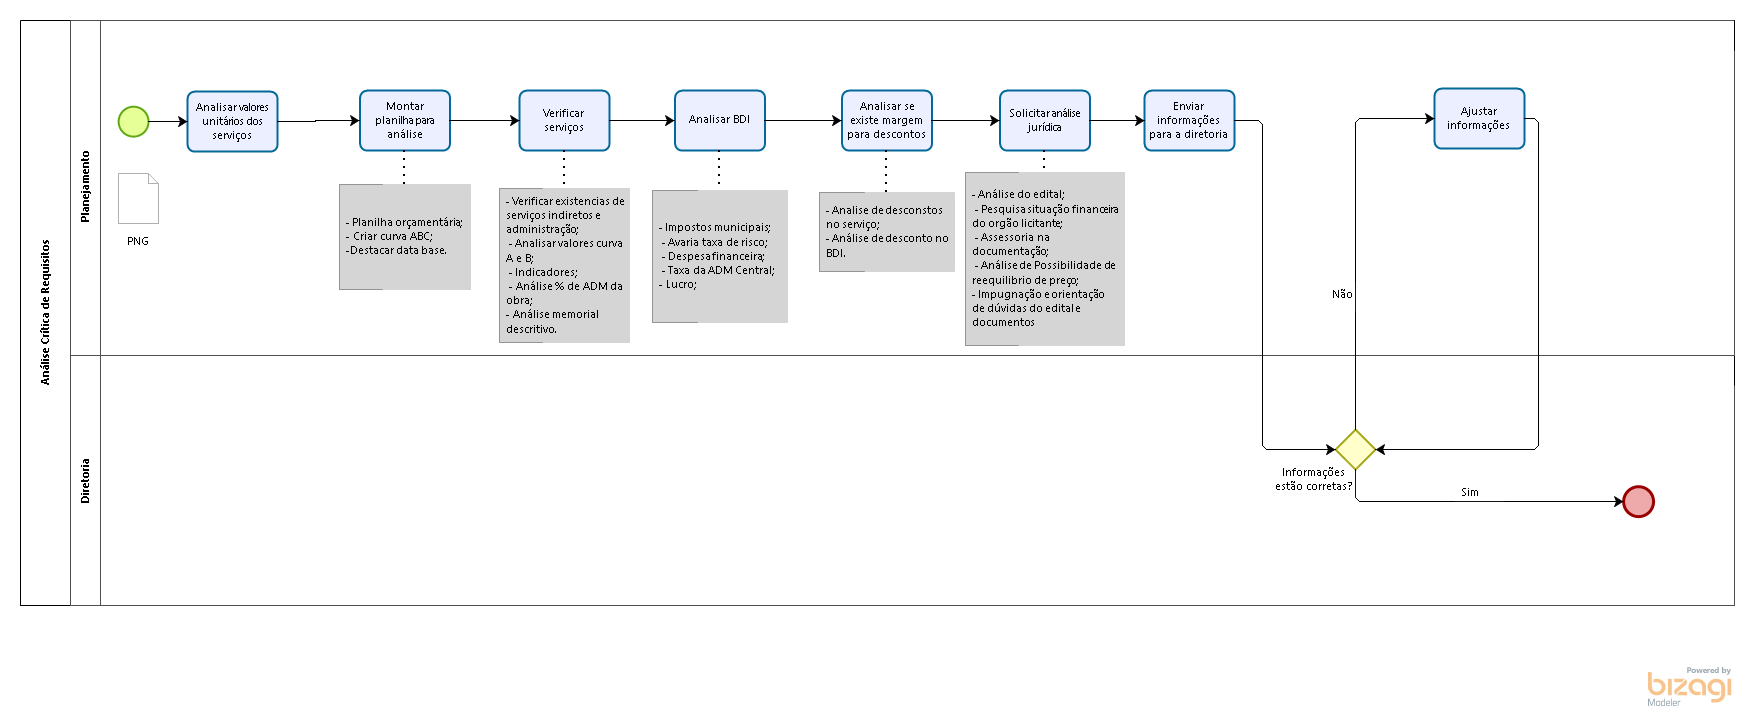 Análise Crítica de Requisitos
Planejamento
Analisar valores
unitários dos
serviços
Montar
planilha para
análise
Verificar
serviços
Analisar BDI
Analisar se
existe margem
para descontos
Solicitar análise
jurídica
Enviar
informações
para a diretoria
Ajustar
informações
PNG
- Planilha orçamentária;
- Criar curva ABC;
-Destacar data base.
- Verificar existencias de
serviços indiretos e
administração;
- Analisar valores curva
A e B;
- Indicadores;
- Análise % de ADM da
obra;
- Análise memorial
descritivo.
- Impostos municipais;
- Avaria taxa de risco;
- Despesa financeira;
- Taxa da ADM Central;
- Lucro;
- Analise de desconstos
no serviço;
- Análise de desconto no
BDI.
- Análise do edital;
- Pesquisa situação financeira
do orgão licitante;
- Assessoria na
documentação;
- Análise de Possibilidade de
reequilibrio de preço;
- Impugnação e orientação
de dúvidas do edital e
documentos
Não
Diretoria
Informações
estão corretas?
Sim
Powered by
bizagi
Modeler